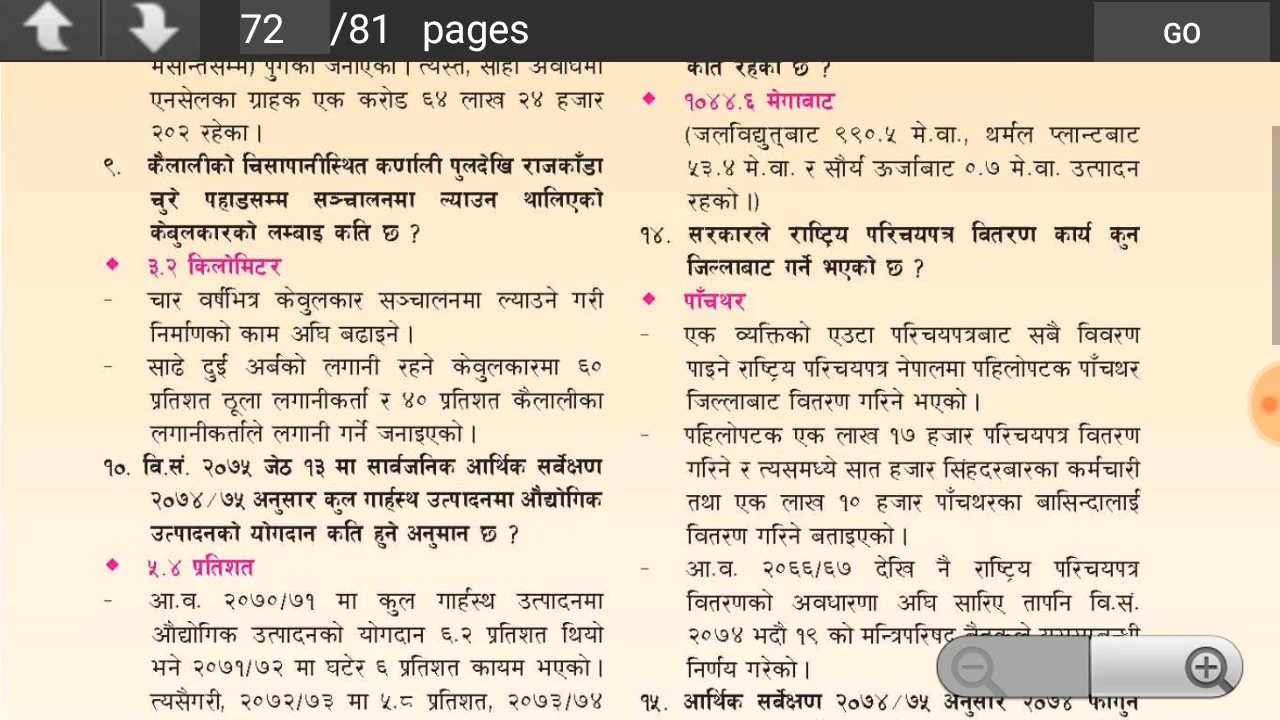 72 /81 pages GO
मसान्तसम्म) पुगेको जनाएको । त्यस्तै, सोही अवधिमा
एनसेलका ग्राहक एक करोड ६४ लाख २४ हजार
२०२ रहेका ।
९. कैलालीको चिसापानीस्थित कर्णाली पुलदेखि राजकाँडा
चुरे पहाडसम्म सञ्चालनमा ल्याउन थालिएको
केबुलकारको लम्बाइ कति छ ?
३.२ किलोमिटर
- चार वर्षभित्र केवुलकार सञ्चालनमा ल्याउने गरी
निर्माणको काम अघि बढाइने ।
- साढे दुई अर्बको लगानी रहने केवुलकारमा ६०
प्रतिशत ठूला लगानीकर्ता र ४० प्रतिशत कैलालीका
लगानीकर्ताले लगानी गर्ने जनाइएको ।
१०. वि.सं. २०७५ जेठ १३ मा सार्वजनिक आर्थिक सर्वेक्षण
२०७४/७५ अनुसार कुल गार्हस्थ उत्पादनमा औद्योगिक
उत्पादनको योगदान कति हुने अनुमान छ ?
५.४ प्रतिशत
- आ.व. २०७०/७१ मा कुल गार्हस्थ उत्पादनमा
औद्योगिक उत्पादनको योगदान ६.२ प्रतिशत थियो
भने २०७१/७२ मा घटेर ६ प्रतिशत कायम भएको ।
त्यसैगरी, २०७२/७३ मा ५.८ प्रतिशत, २०७३/७४
कति रहेको छ ?
१०४४.६ मेगावाट
(जलविद्युत्‌बाट ९९०.५ मे.वा., थर्मल प्लान्टबाट
५३.४ मे.वा. र सौर्य ऊर्जाबाट ०.७ मे.वा. उत्पादन
रहको ।)
१४. सरकारले राष्ट्रिय परिचयपत्र वितरण कार्य कुन
जिल्लाबाट गर्ने भएको छ ?
पाँचथर
- एक व्यक्तिको एउटा परिचयपत्रबाट सबै विवरण
पाइने राष्ट्रिय परिचयपत्र नेपालमा पहिलोपटक पाँचथर
जिल्लाबाट वितरण गरिने भएको ।
- पहिलोपटक एक लाख १७ हजार परिचयपत्र वितरण
गरिने र त्यसमध्ये सात हजार सिंहदरबारका कर्मचारी
तथा एक लाख १० हजार पाँचथरका बासिन्दालाई
वितरण गरिने बताइएको ।
- आ.व. २०६६/६७ देखि नै राष्ट्रिय परिचयपत्र
वितरणको अवधारणा अघि सारिए तापनि वि.सं.
२०७४ भदौ १९ को मन्त्रिपरिषद्
निर्णय गरेको ।
१५. आर्थिक सर्वेक्षण २०७४/७५ अनुसार २०७४ फागुन